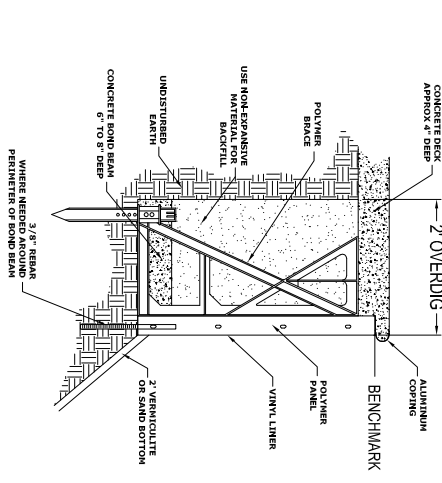 CONCRETE DECK
APPROX 4" DEEP
2' OVERDIG
ALUMINUM
COPING
BENCHMARK
POLYMER
BRACE
USE NON-EXPANSIVE
MATERIAL FOR
BACKFILL
UNDISTURBED
EARTH
CONCRETE BOND BEAM
6" TO 8" DEEP
POLYMER
PANEL
VINYL LINER
2' VERMICULITE
OR SAND BOTTOM
3/8" REBAR
WHERE NEEDED AROUND
PERIMETER OF BOND BEAM